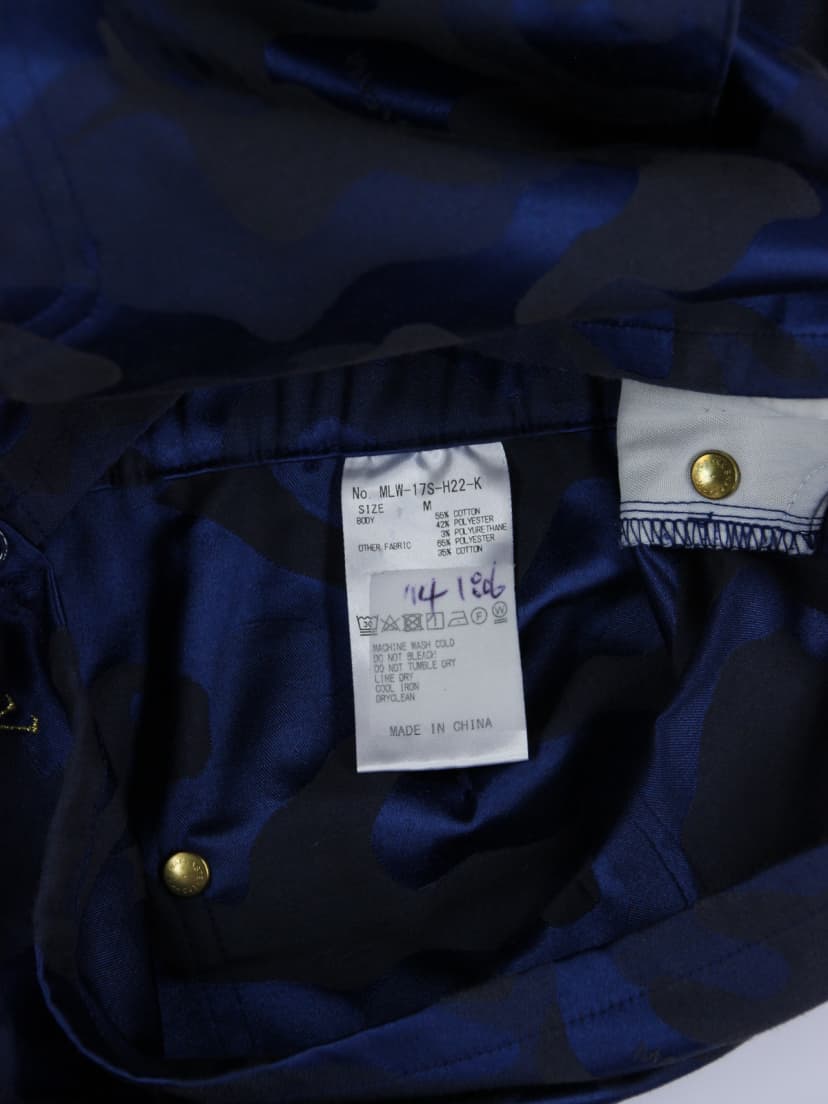 No. MLW-17S-H22-K
SIZE M
BODY 55% COTTON
42% POLYESTER
3% POLYURETHANE
OTHER FABRIC 65% POLYESTER
35% COTTON
30 W
MACHINE WASH COLD
DO NOT BLEACH
DO NOT TUMBLE DRY
LINE DRY
COOL IRON
DRYCLEAN
MADE IN CHINA